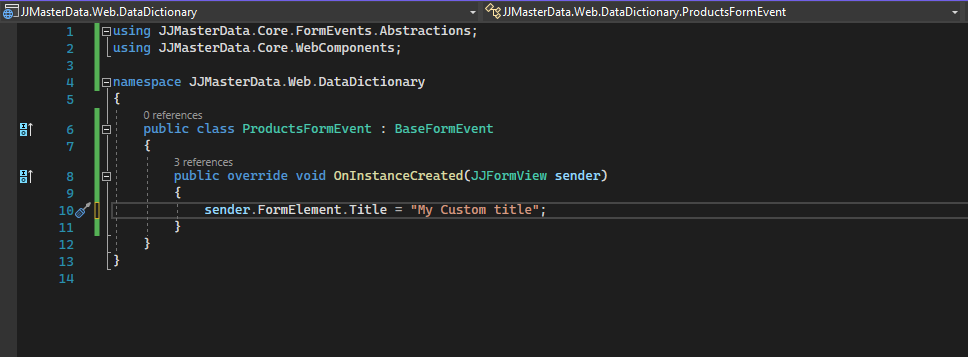 JJMasterData.Web.DataDictionary
JJMasterData.Web.DataDictionary.ProductsFormEvent
1 using JJMasterData.Core.FormEvents.Abstractions;
2 using JJMasterData.Core.WebComponents;
3
4 namespace JJMasterData.Web.DataDictionary
5 {
0 references
6 public class ProductsFormEvent : BaseFormEvent
7 {
3 references
8 public override void OnInstanceCreated(JJFormView sender)
9 {
10 sender.FormElement.Title = "My Custom title";
11 }
12 }
13 }
14